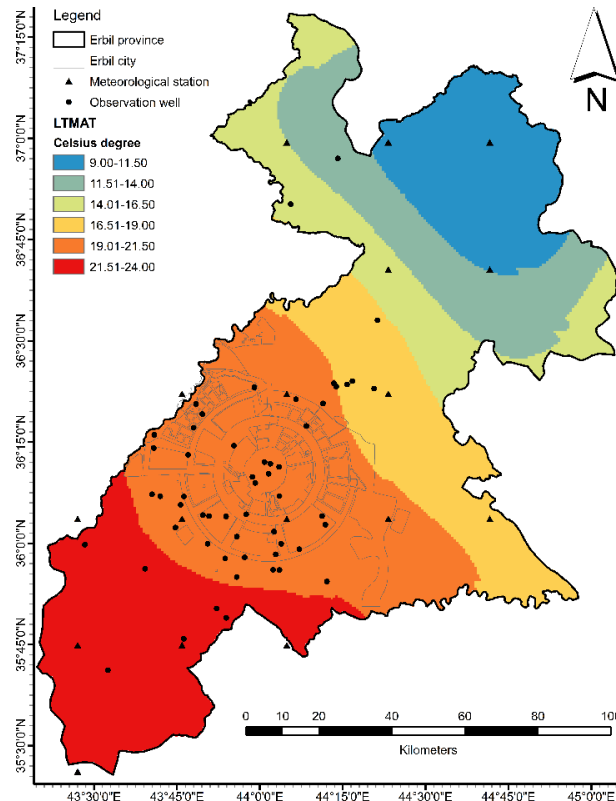 Legend
Erbil province
Erbil city
Meteorological station
Observation well
LTMAT
Celsius degree
9.00-11.50
11.51-14.00
14.01-16.50
16.51-19.00
19.01-21.50
21.51-24.00
N
37°15'0"N
37°0'0"N
36°45'0"N
36°30'0"N
36°15'0"N
36°0'0"N
35°45'0"N
35°30'0"N
0 10 20 40 60 80 100
Kilometers
43°30'0"E 43°45'0"E 44°0'0"E 44°15'0"E 44°30'0"E 44°45'0"E 45°0'0"E